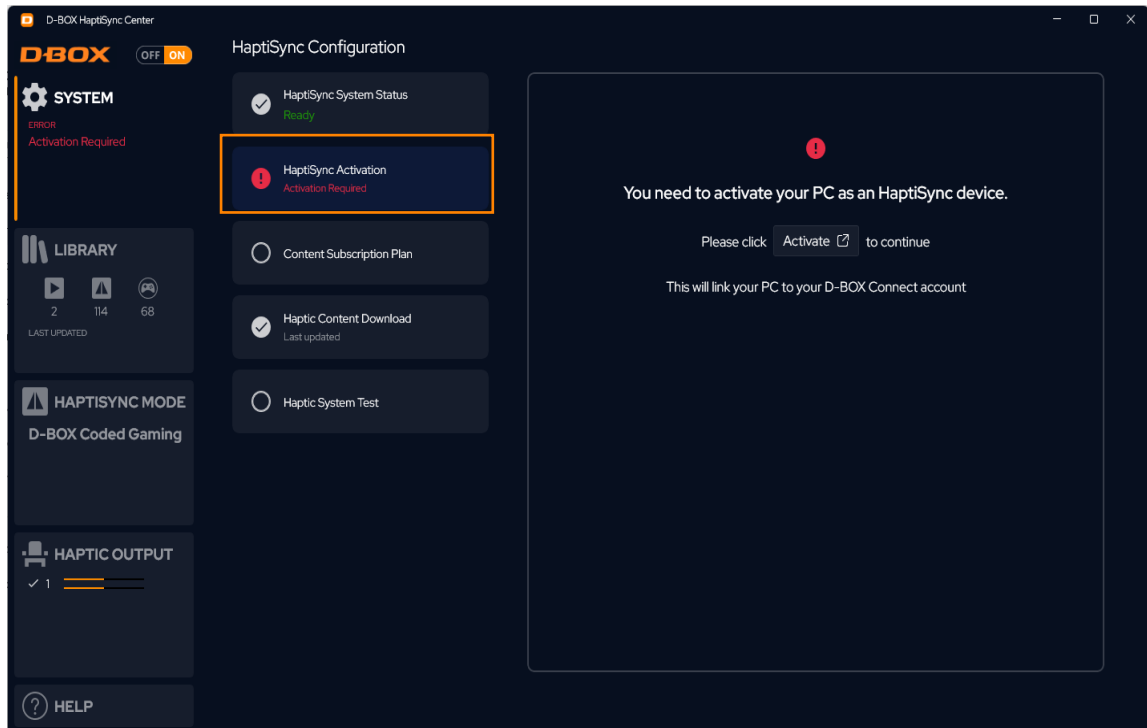 D-BOX HaptiSync Center
D-BOX
OFF ON
HaptiSync Configuration
SYSTEM
ERROR
Activation Required
LIBRARY
2 114 68
LAST UPDATED
HAPTISYNC MODE
D-BOX Coded Gaming
HAPTIC OUTPUT
1
HELP
HaptiSync System Status
Ready
HaptiSync Activation
Activation Required
Content Subscription Plan
Haptic Content Download
Last updated
Haptic System Test
You need to activate your PC as an HaptiSync device.
Please click Activate to continue
This will link your PC to your D-BOX Connect account